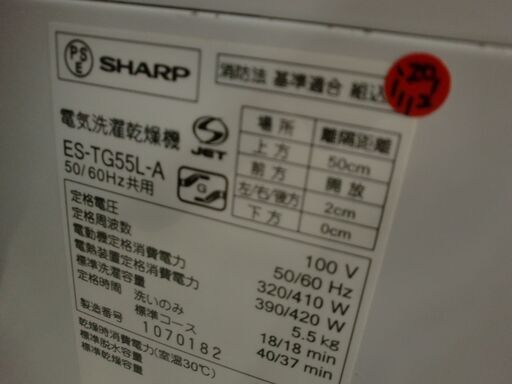 PSE SHARP
消防法 基準適合 組込
電気洗濯乾燥機
JET
ES-TG55L-A
50/60Hz共用
G
場所 離隔距離
上方 50cm
前方 開放
左/右/後方 2cm
下方 0cm
定格電圧 100 V
定格周波数 50/60 Hz
電動機定格消費電力 320/410 W
電熱装置定格消費電力 390/420 W
標準洗濯容量 5.5 kg
定格時間 洗いのみ 18/18 min
標準コース 40/37 min
製造番号 1070182
乾燥時消費電力(室温30℃)
標準脱水容量
標準乾燥容量